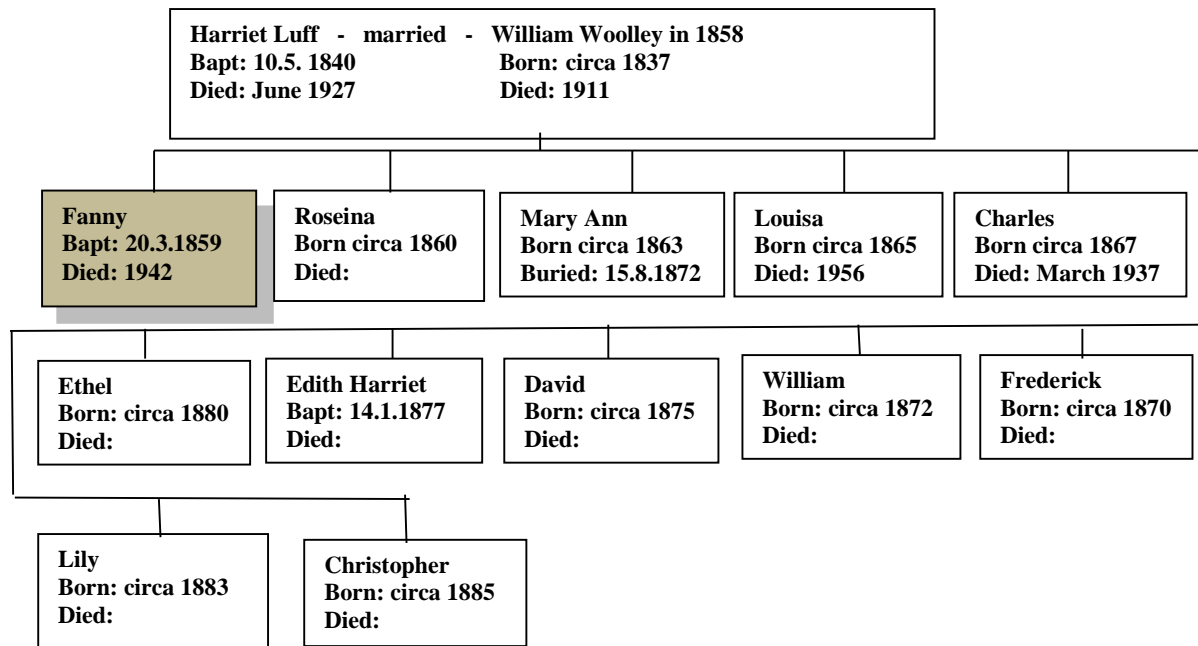 Harriet Luff - married - William Woolley in 1858
Bapt: 10.5. 1840 Born: circa 1837
Died: June 1927 Died: 1911
Fanny
Bapt: 20.3.1859
Died: 1942
Roseina
Born circa 1860
Died:
Mary Ann
Born circa 1863
Buried: 15.8.1872
Louisa
Born circa 1865
Died: 1956
Charles
Born circa 1867
Died: March 1937
Ethel
Born: circa 1880
Died:
Edith Harriet
Bapt: 14.1.1877
Died:
David
Born: circa 1875
Died:
William
Born: circa 1872
Died:
Frederick
Born: circa 1870
Died:
Lily
Born: circa 1883
Died:
Christopher
Born: circa 1885
Died: